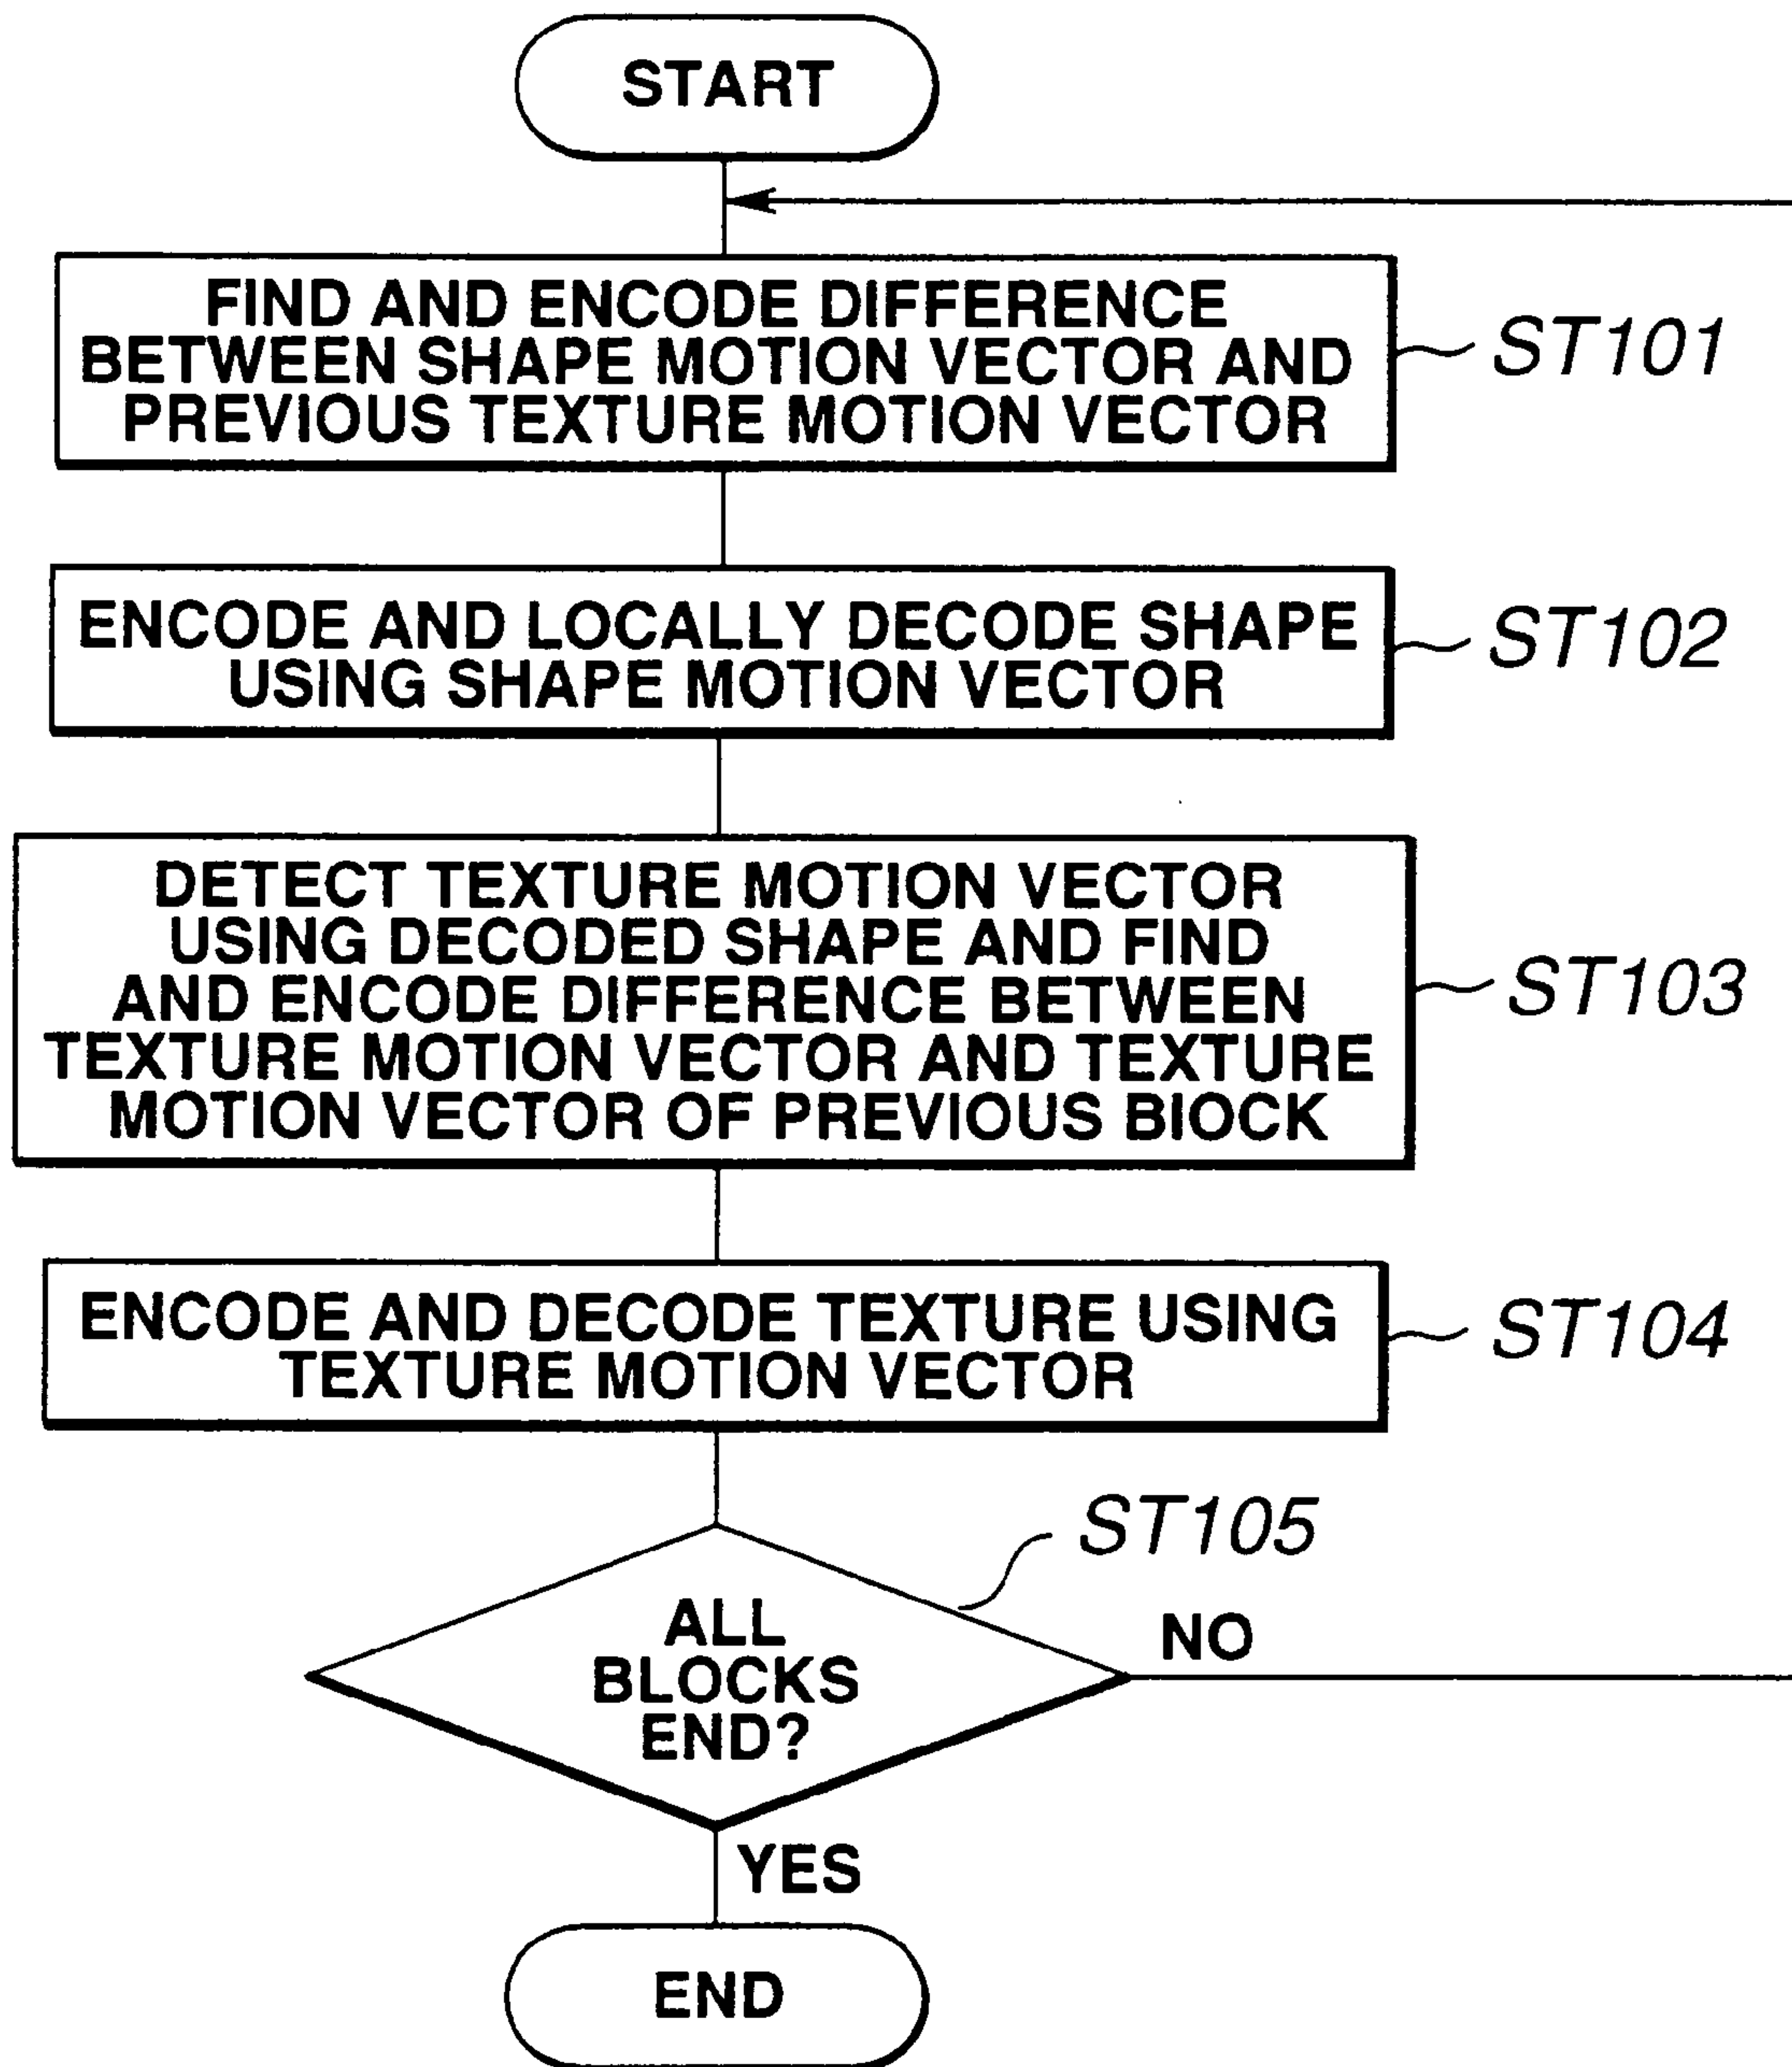 START
FIND AND ENCODE DIFFERENCE
BETWEEN SHAPE MOTION VECTOR AND
PREVIOUS TEXTURE MOTION VECTOR
ST101
ENCODE AND LOCALLY DECODE SHAPE
USING SHAPE MOTION VECTOR
ST102
DETECT TEXTURE MOTION VECTOR
USING DECODED SHAPE AND FIND
AND ENCODE DIFFERENCE BETWEEN
TEXTURE MOTION VECTOR AND TEXTURE
MOTION VECTOR OF PREVIOUS BIOCK
ST103
ENCODE AND DECODE TEXTURE USING
TEXTURE MOTION VECTOR
ST104
ST105
ALL
BLOCKS
END?
NO
YES
END